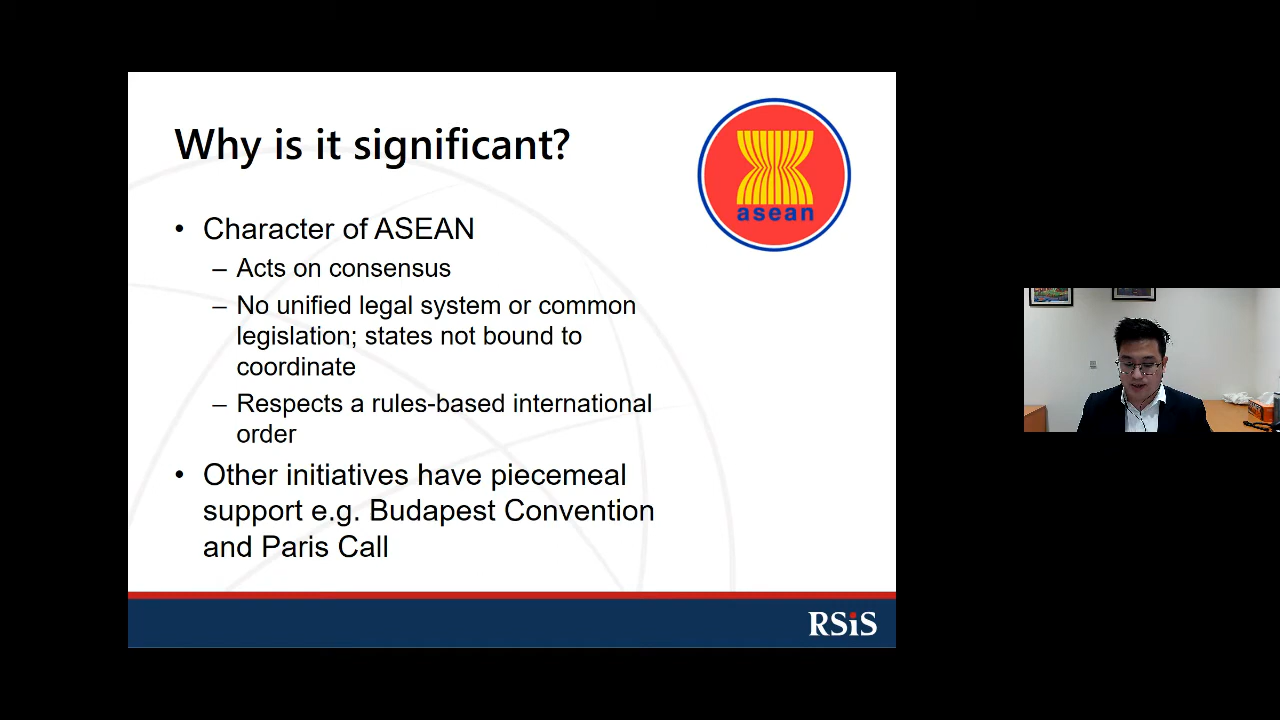 Why is it significant?
asean
• Character of ASEAN
– Acts on consensus
– No unified legal system or common
legislation; states not bound to
coordinate
– Respects a rules-based international
order
• Other initiatives have piecemeal
support e.g. Budapest Convention
and Paris Call
RSiS